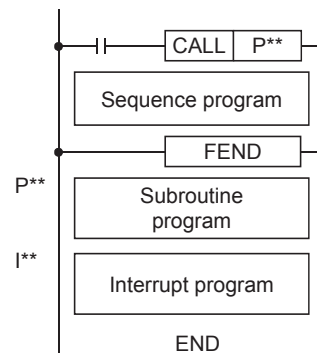 CALL P**
Sequence program
FEND
P**
Subroutine
program
I**
Interrupt program
END